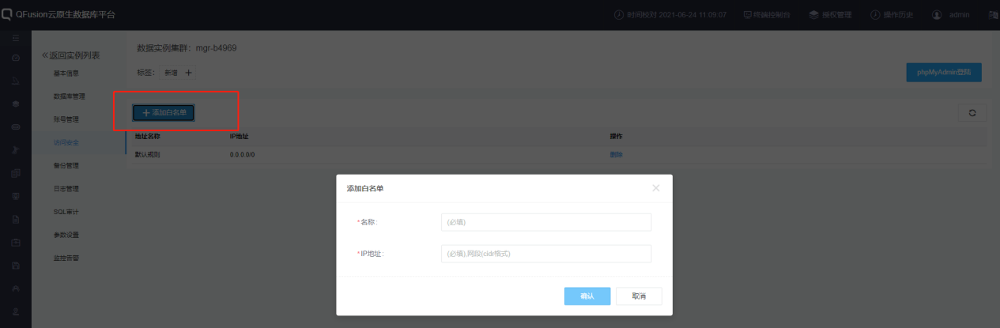 QFusion云原生数据库平台
时间校对 2021-06-24 11:09:07 终端控制台 授权管理 操作历史 admin
《返回实例列表
基本信息
数据库管理
账号管理
访问安全
备份管理
日志管理
SQL审计
参数设置
监控告警
数据实例集群：mgr-b4969
标签： 新增 ＋
phpMyAdmin登陆
＋ 添加白名单
地址名称 IP地址 操作
默认规则 0.0.0.0/0 删除
添加白名单
*名称： (必填)
*IP地址： (必填),网段(cidr格式)
确认 取消